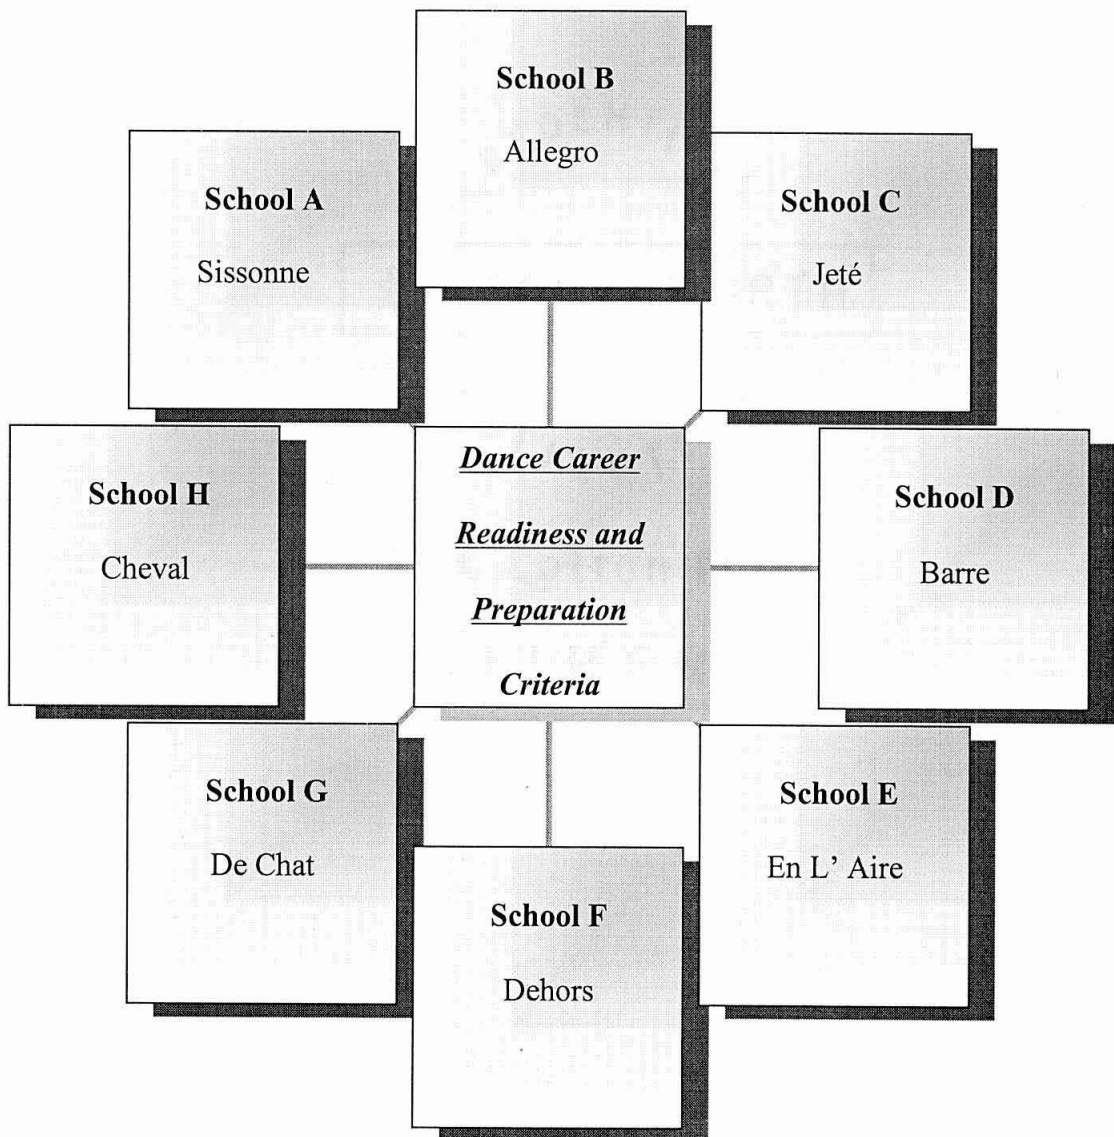 School B
Allegro
School A
Sissonne
School C
Jeté
School H
Cheval
Dance Career
Readiness and
Preparation
Criteria
School D
Barre
School G
De Chat
School E
En L’ Aire
School F
Dehors